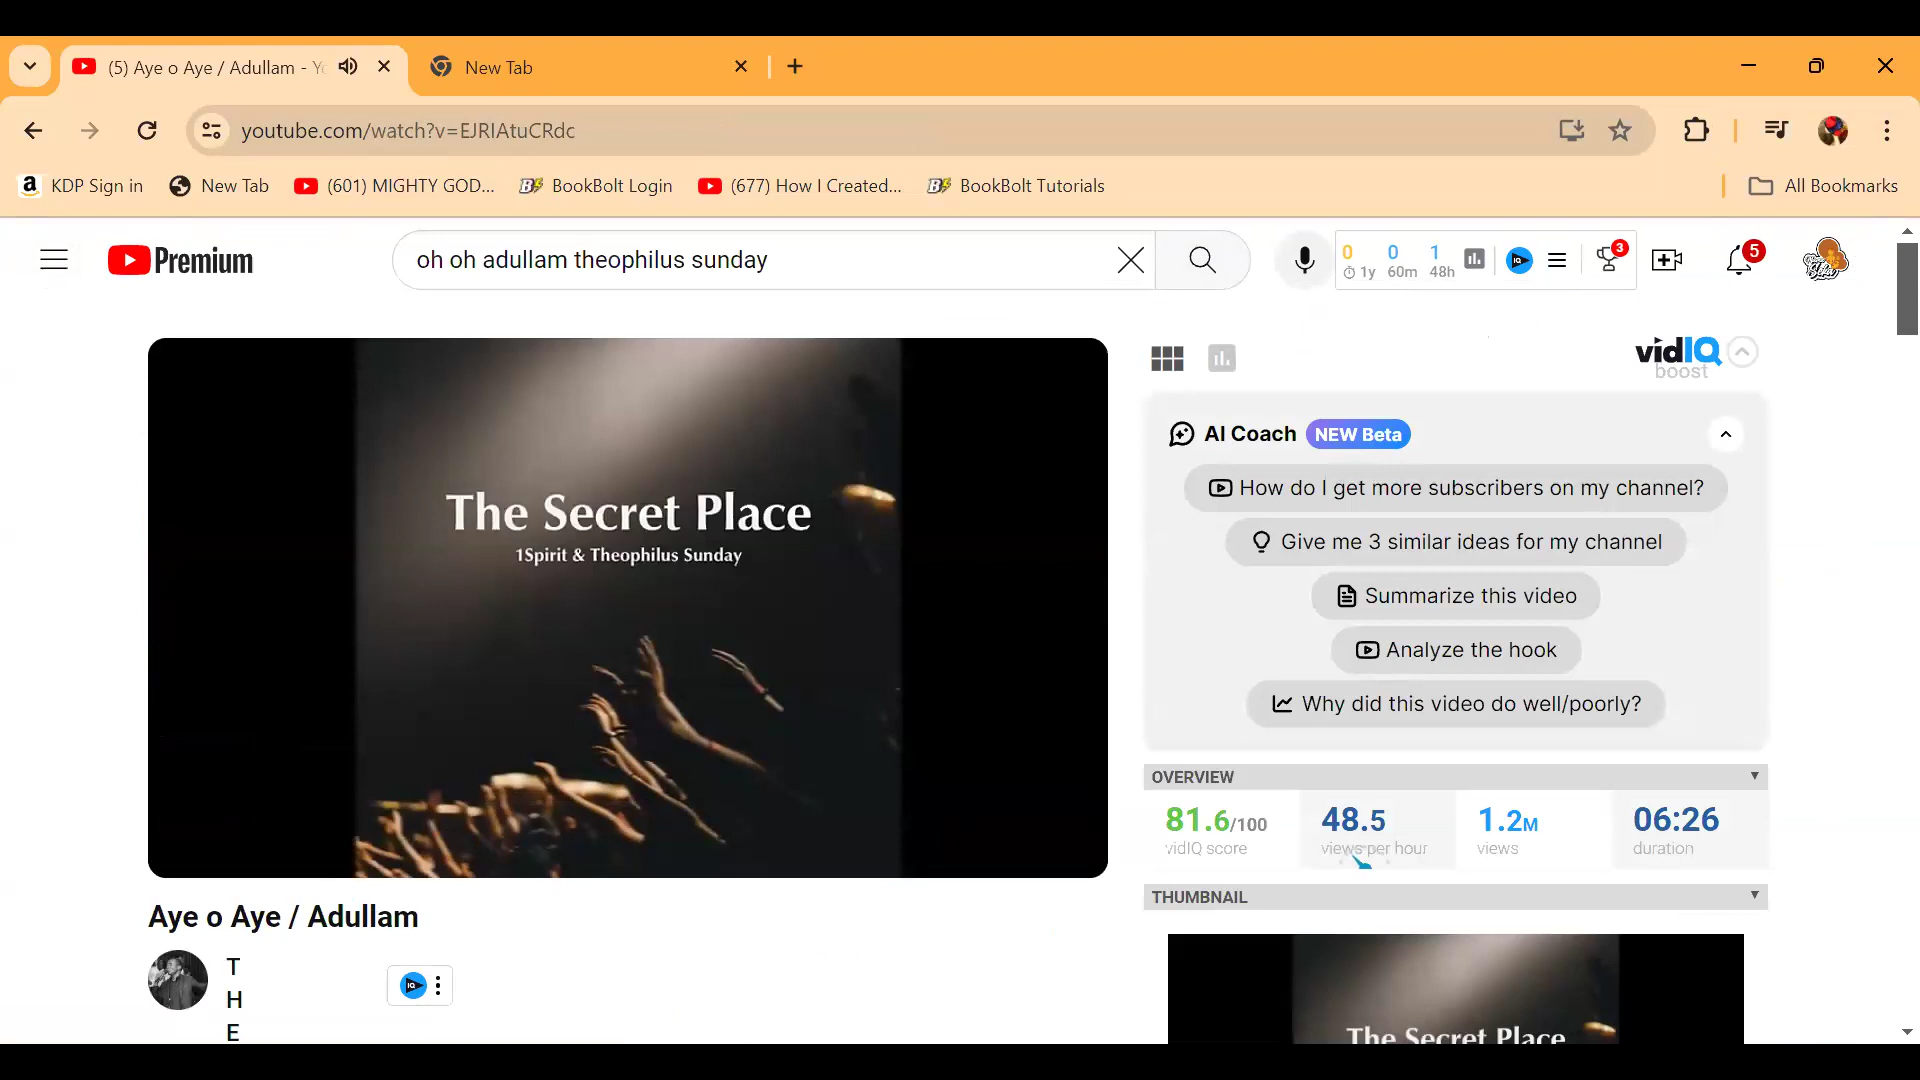 (5) Aye o Aye / Adullam - Yo
New Tab
youtube.com/watch?v=EJRIAtuCRdc
KDP Sign in
New Tab
(601) MIGHTY GOD...
BookBolt Login
(677) How I Created...
BookBolt Tutorials
All Bookmarks
Premium
oh oh adullam theophilus sunday
0 0 1
1y 60m 48h
3
5
vidIQ
boost
The Secret Place
1Spirit & Theophilus Sunday
AI Coach NEW Beta
How do I get more subscribers on my channel?
Give me 3 similar ideas for my channel
Summarize this video
Analyze the hook
Why did this video do well/poorly?
OVERVIEW
81.6/100 48.5 1.2M 06:26
vidIQ score views per hour views duration
THUMBNAIL
The Secret Place
Aye o Aye / Adullam
T
H
E
IQ